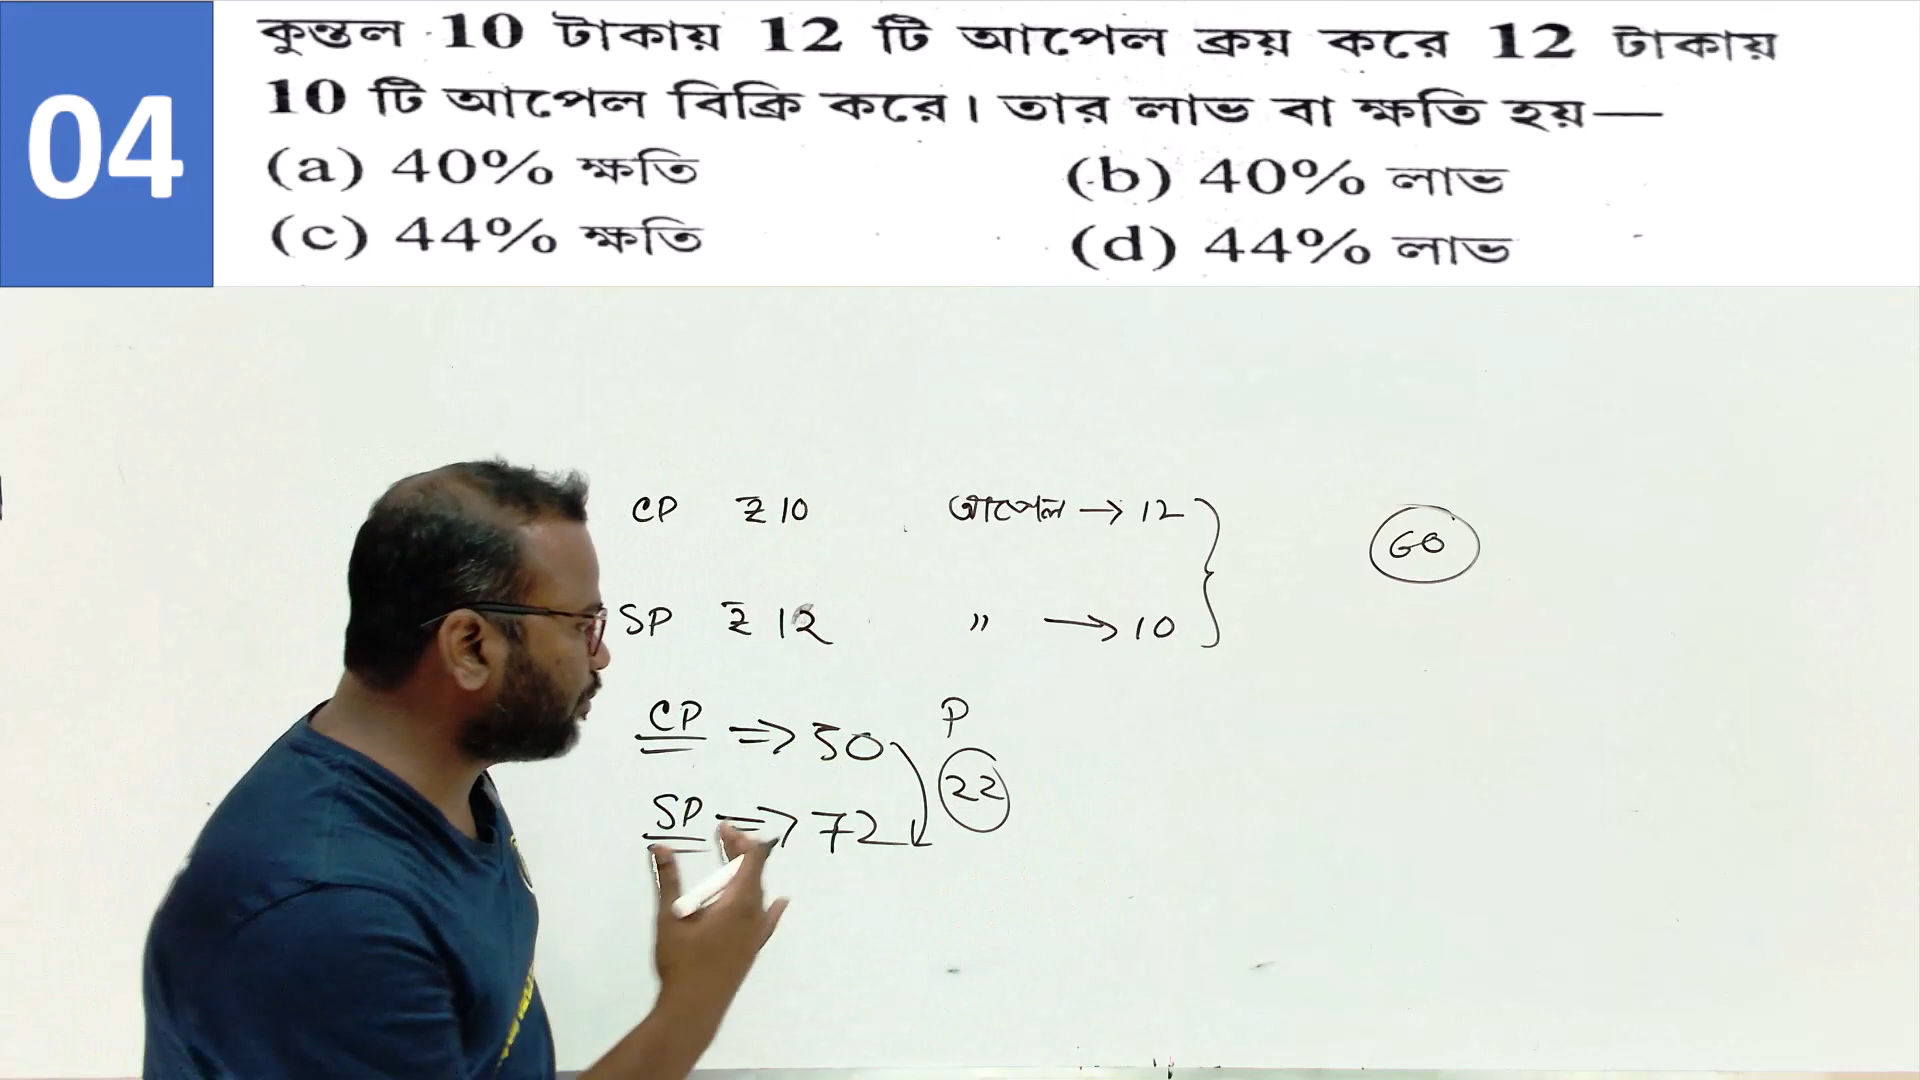 04
কুন্তল 10 টাকায় 12 টি আপেল ক্রয় করে 12 টাকায়
10 টি আপেল বিক্রি করে। তার লাভ বা ক্ষতি হয়—
(a) 40% ক্ষতি (b) 40% লাভ
(c) 44% ক্ষতি (d) 44% লাভ
CP ₹ 10 আপেল → 12
60
SP ₹ 12 " → 10
CP ⇒ 50 P
22
SP ⇒ 72